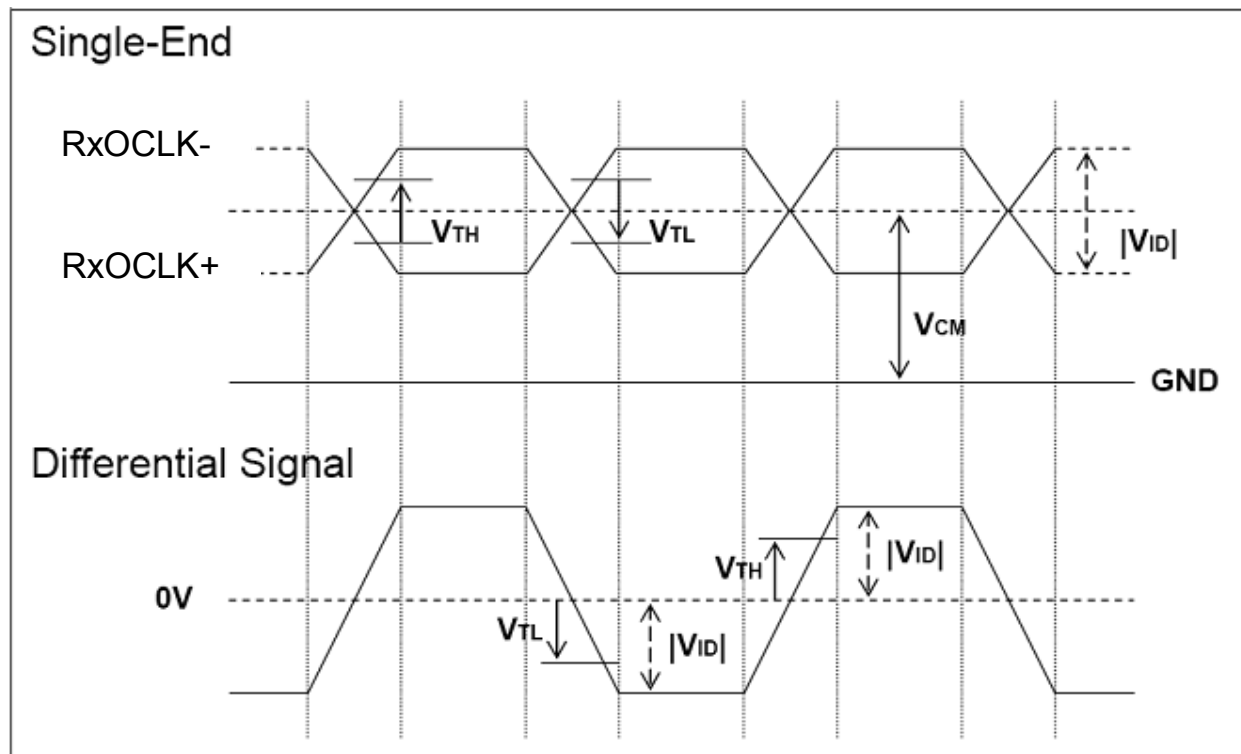 Single-End
RxOCLK-
VTH
VTL
|VID|
RxOCLK+
VCM
GND
Differential Signal
VTH
|VID|
0V
VTL
|VID|